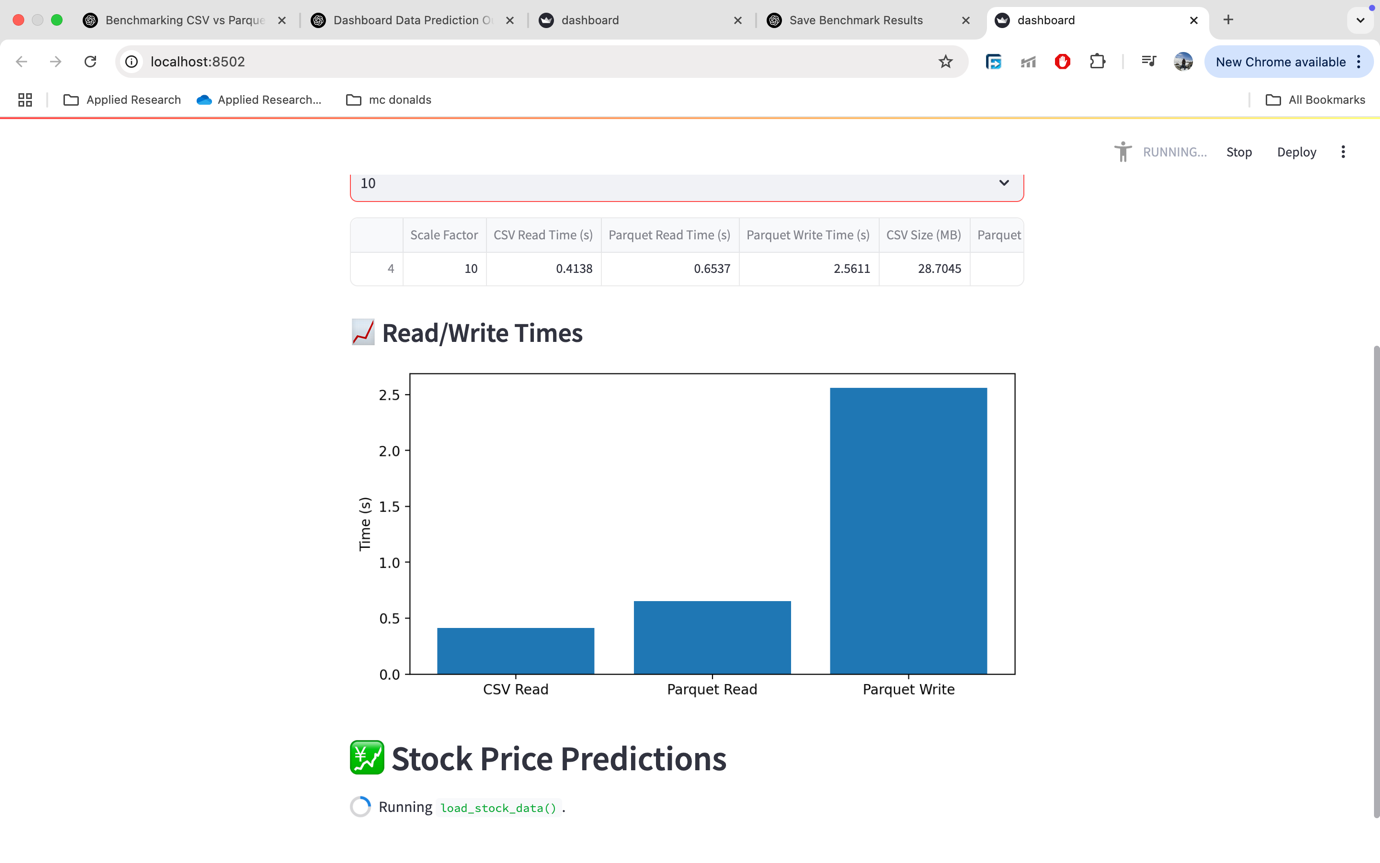 Benchmarking CSV vs Parque
Dashboard Data Prediction O
dashboard
Save Benchmark Results
dashboard
localhost:8502
New Chrome available
Applied Research
Applied Research...
mc donalds
All Bookmarks
RUNNING...
Stop
Deploy
10
Scale Factor CSV Read Time (s) Parquet Read Time (s) Parquet Write Time (s) CSV Size (MB) Parquet
4 10 0.4138 0.6537 2.5611 28.7045
Read/Write Times
2.5
2.0
1.5
1.0
0.5
0.0
Time (s)
CSV Read Parquet Read Parquet Write
Stock Price Predictions
Running load_stock_data() .